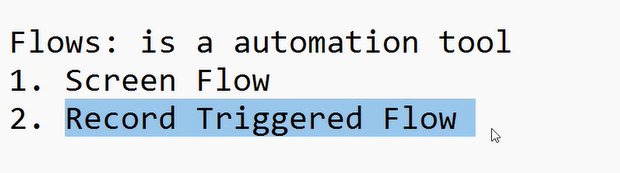 Flows: is a automation tool
1. Screen Flow
2. Record Triggered Flow